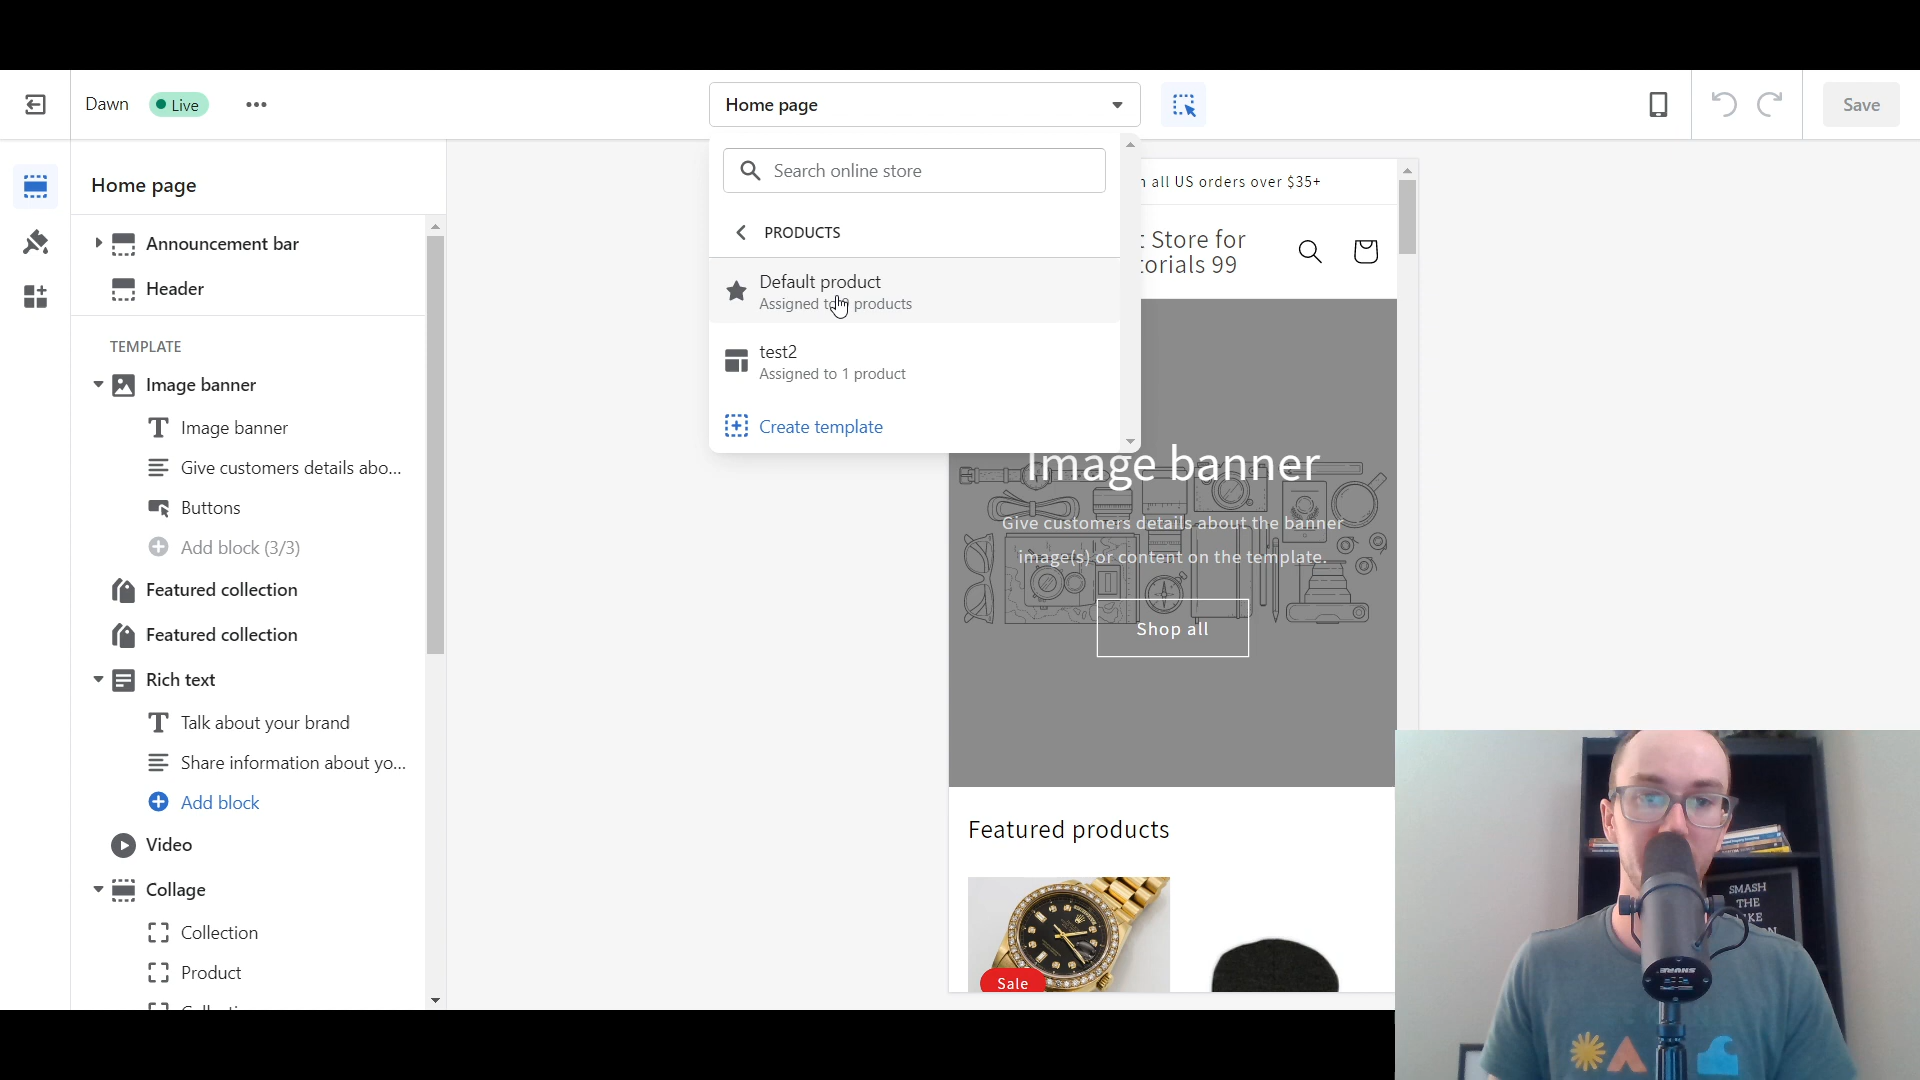 Dawn
Live
Home page
Save
Home page
Search online store
PRODUCTS
Default product
products
test2
Assigned to 1 product
Create template
Announcement bar
Header
TEMPLATE
Image banner
Image banner
Give customers details abo...
Buttons
Add block (3/3)
Featured collection
Featured collection
Rich text
Talk about your brand
Share information about yo...
Add block
Video
Collage
Collection
Product
all US orders over $35+
Store for
99
Image banner
Give customers details about the banner
image(s) or content on the template.
Shop all
Featured products
Sale
SMASH
THE